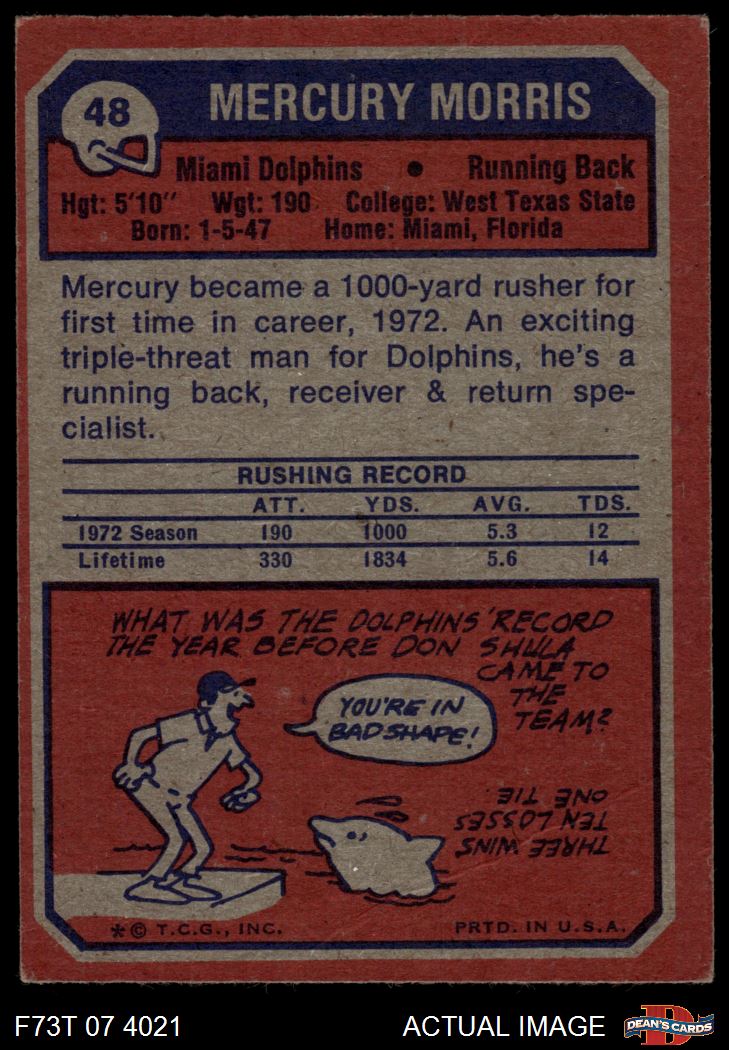 48
MERCURY MORRIS
Miami Dolphins • Running Back
Hgt: 5'10" Wgt: 190 College: West Texas State
Born: 1-5-47 Home: Miami, Florida
Mercury became a 1000-yard rusher for
first time in career, 1972. An exciting
triple-threat man for Dolphins, he's a
running back, receiver & return spe-
cialist.
RUSHING RECORD
ATT. YDS. AVG. TDS.
1972 Season 190 1000 5.3 12
Lifetime 330 1834 5.6 14
WHAT WAS THE DOLPHINS' RECORD
THE YEAR BEFORE DON SHULA
CAME TO
THE
TEAM?
YOU'RE IN
BAD SHAPE!
THREE WINS
TEN LOSSES
ONE TIE.
*© T.C.G., INC. PRTD. IN U.S.A.
F73T 07 4021 ACTUAL IMAGE
D
DEAN'S CARDS